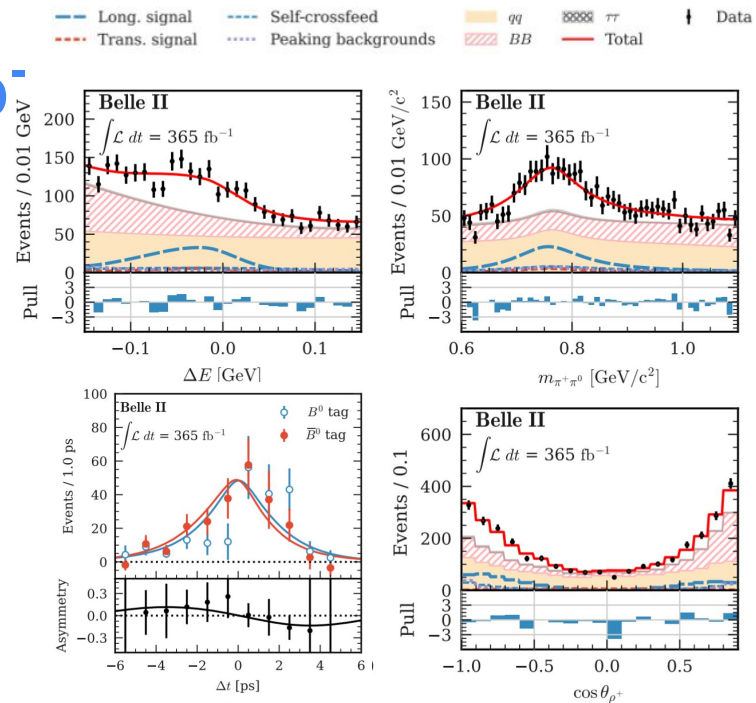 Long. signal Self-crossfeed qq ττ Data
Trans. signal Peaking backgrounds BB Total
Belle II
∫ℒ dt = 365 fb⁻¹
Events / 0.01 GeV
200
150
100
50
0
Pull
3
0
−3
−0.1 0.0 0.1
ΔE [GeV]
Belle II
∫ℒ dt = 365 fb⁻¹
Events / 0.01 GeV/c²
150
100
50
0
Pull
3
0
−3
0.6 0.8 1.0
m_{π⁺π⁰} [GeV/c²]
Belle II
∫ℒ dt = 365 fb⁻¹
B⁰ tag
B̅⁰ tag
Events / 1.0 ps
100
80
60
40
20
0
Asymmetry
0.3
0.0
−0.3
−6 −4 −2 0 2 4 6
Δt [ps]
Belle II
∫ℒ dt = 365 fb⁻¹
Events / 0.1
600
400
200
0
Pull
3
0
−3
−1.0 −0.5 0.0 0.5
cos θ_{ρ⁺}